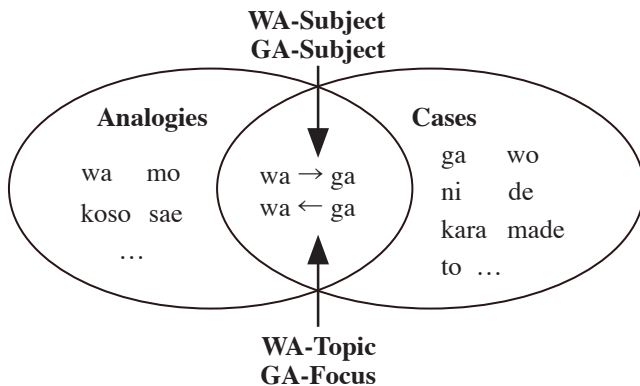 WA-Subject
GA-Subject
Analogies
wa mo
koso sae
…
wa → ga
wa ← ga
Cases
ga wo
ni de
kara made
to …
WA-Topic
GA-Focus